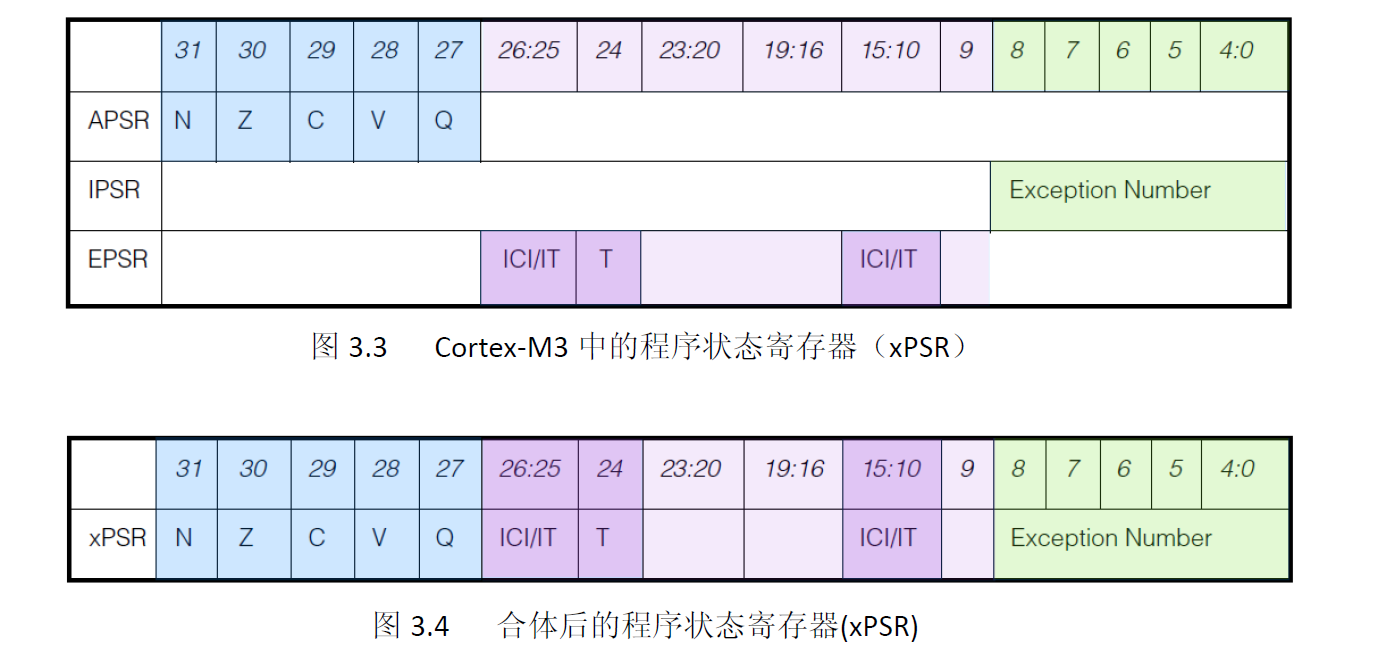 31 30 29 28 27 26:25 24 23:20 19:16 15:10 9 8 7 6 5 4:0
APSR N Z C V Q
IPSR Exception Number
EPSR ICI/IT T ICI/IT
图 3.3 Cortex-M3 中的程序状态寄存器（xPSR）
31 30 29 28 27 26:25 24 23:20 19:16 15:10 9 8 7 6 5 4:0
xPSR N Z C V Q ICI/IT T ICI/IT Exception Number
图 3.4 合体后的程序状态寄存器(xPSR)